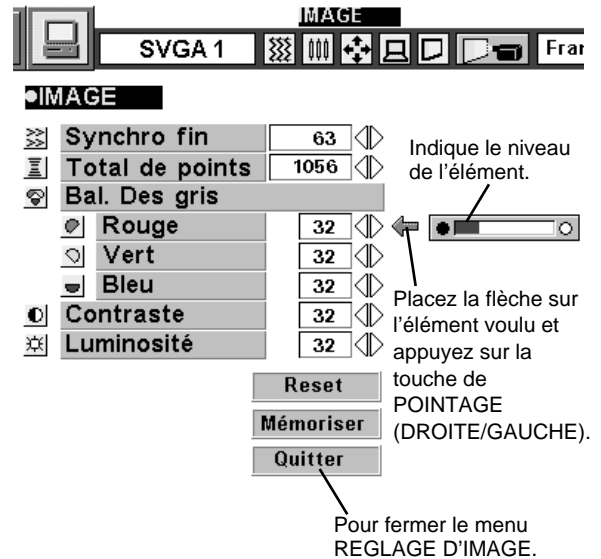 IMAGE
SVGA 1 Fran
●IMAGE
Synchro fin 63
Total de points 1056
Bal. Des gris
Rouge 32
Vert 32
Bleu 32
Contraste 32
Luminosité 32
Reset
Mémoriser
Quitter
Indique le niveau
de l'élément.
Placez la flèche sur
l'élément voulu et
appuyez sur la
touche de
POINTAGE
(DROITE/GAUCHE).
Pour fermer le menu
REGLAGE D'IMAGE.